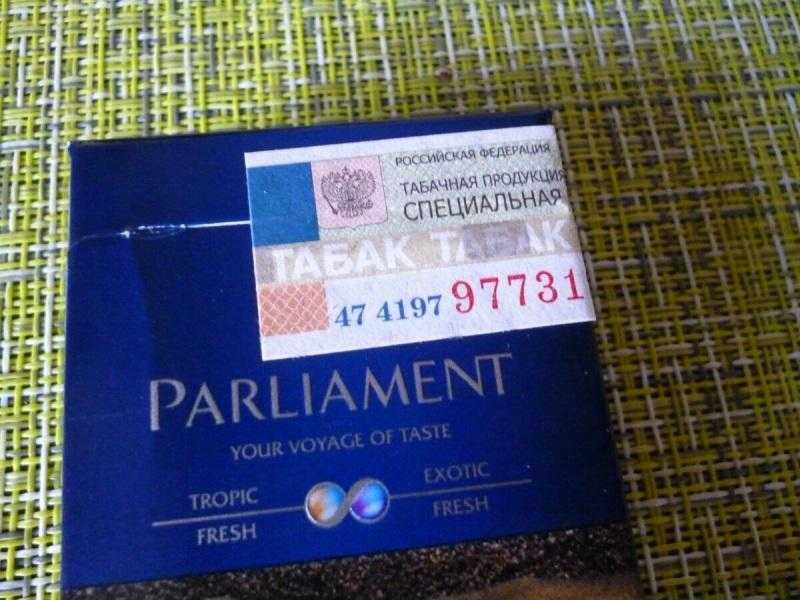 РОССИЙСКАЯ ФЕДЕРАЦИЯ
ТАБАЧНАЯ ПРОДУКЦИЯ
СПЕЦИАЛЬНАЯ
ТАБАК ТАБАК
47 4197 97731
PARLIAMENT
YOUR VOYAGE OF TASTE
TROPIC EXOTIC
FRESH FRESH